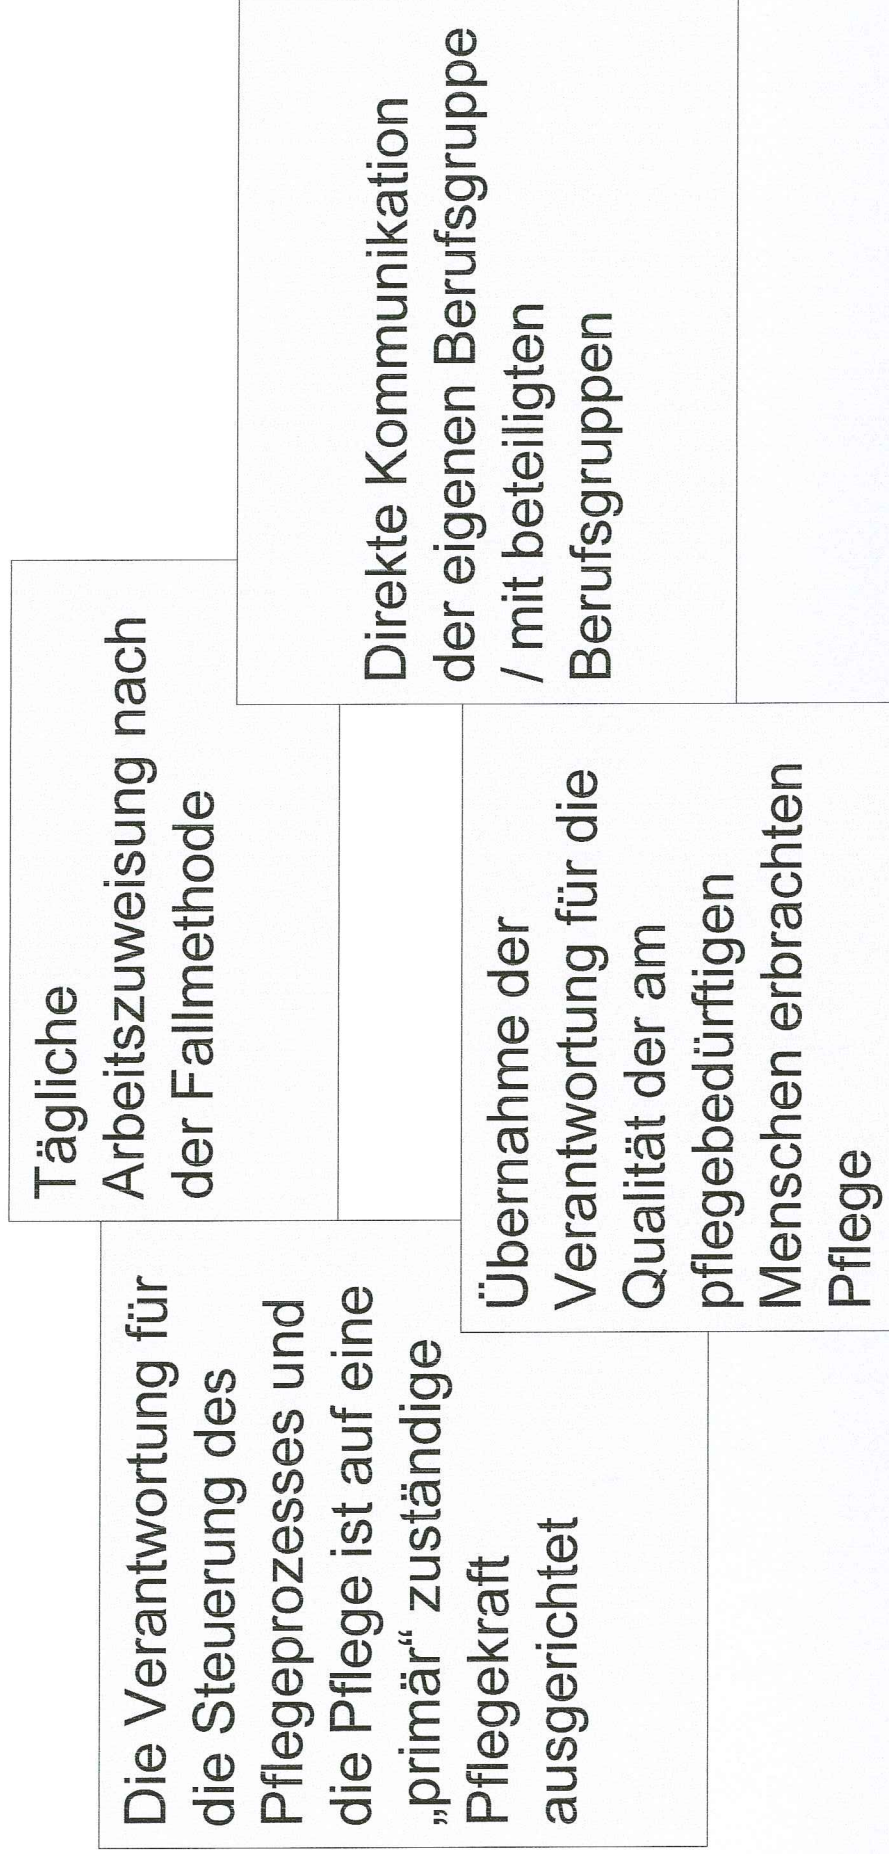 Die Verantwortung für
die Steuerung des
Pflegeprozesses und
die Pflege ist auf eine
„primär“ zuständige
Pflegekraft
ausgerichtet
Tägliche
Arbeitszuweisung nach
der Fallmethode
Übernahme der
Verantwortung für die
Qualität der am
pflegebedürftigen
Menschen erbrachten
Pflege
Direkte Kommunikation
der eigenen Berufsgruppe
/ mit beteiligten
Berufsgruppen